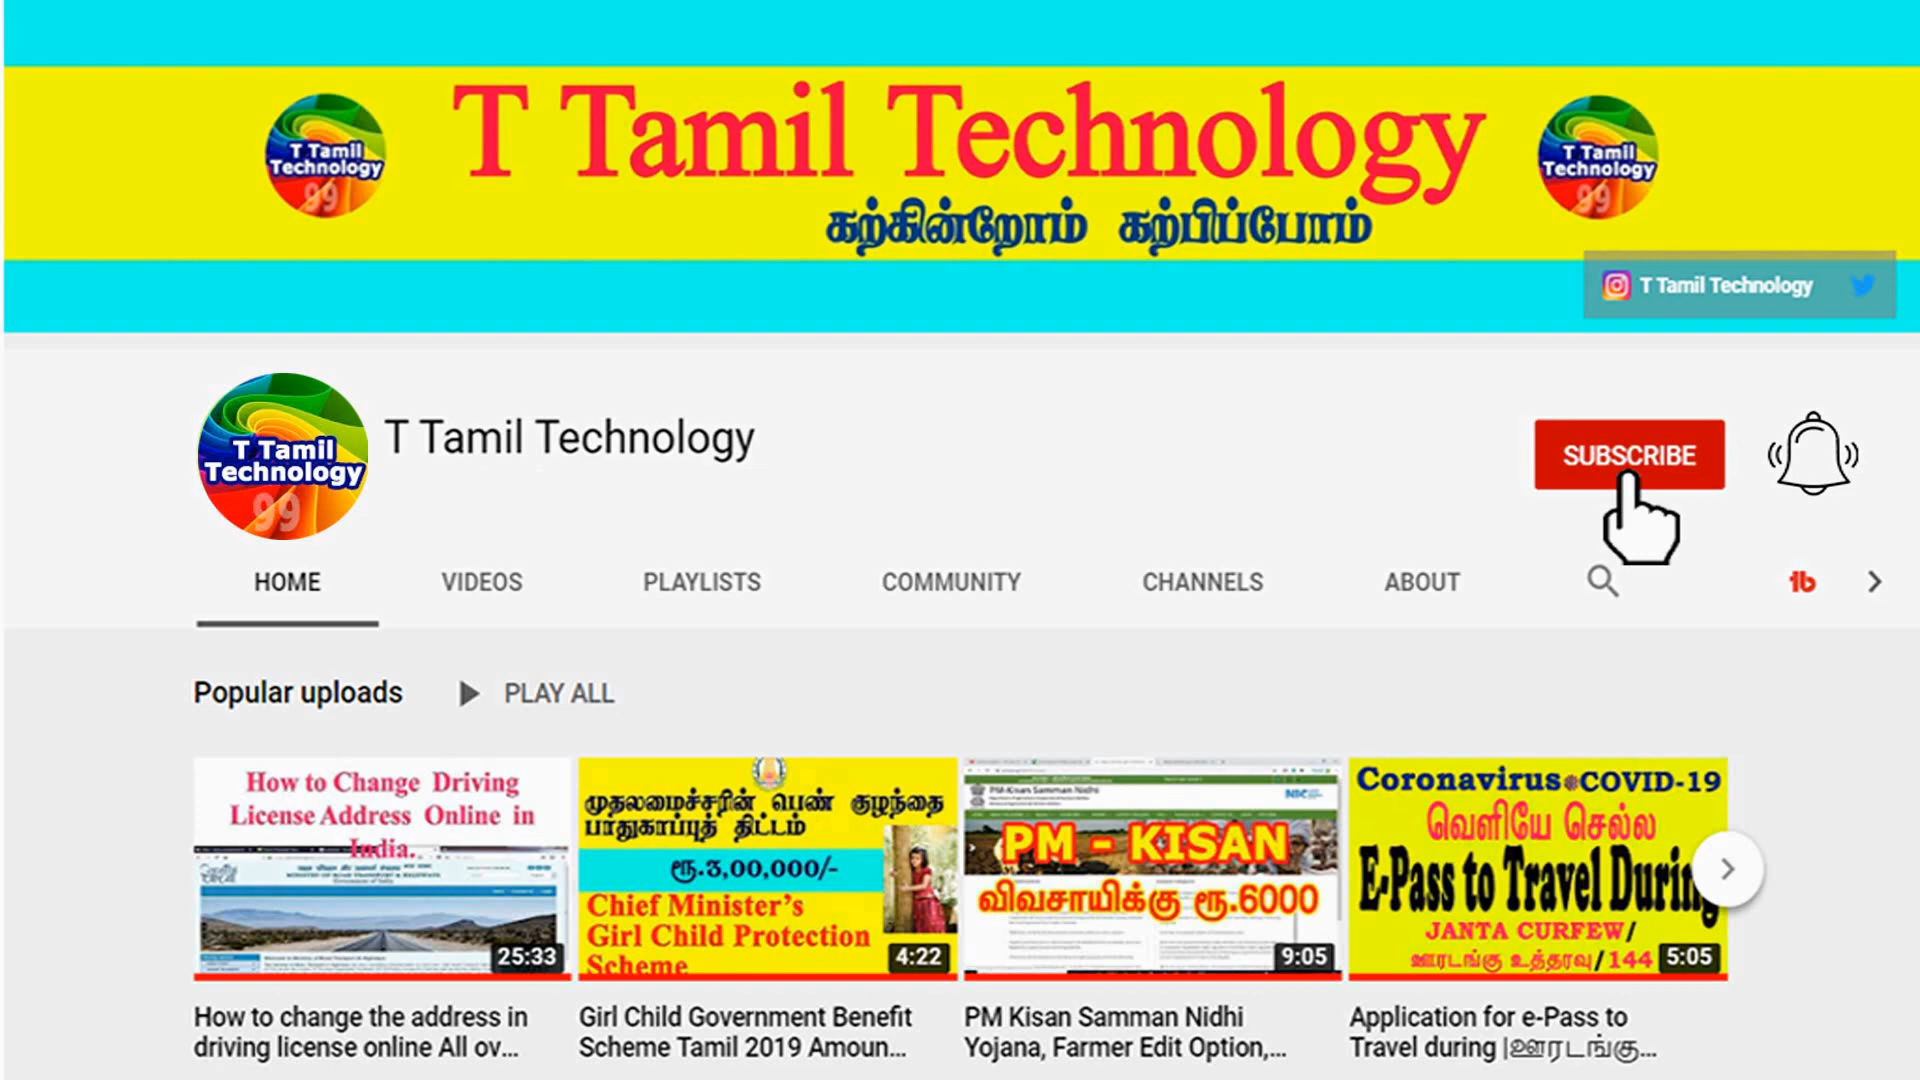 T Tamil Technology
கற்கின்றோம் கற்பிப்போம்
T Tamil
Technology
99
T Tamil
Technology
99
T Tamil Technology
T Tamil
Technology
99
T Tamil Technology
SUBSCRIBE
HOME VIDEOS PLAYLISTS COMMUNITY CHANNELS ABOUT
Popular uploads PLAY ALL
How to Change Driving
License Address Online in
India.
25:33
How to change the address in
driving license online All ov...
முதலமைச்சரின் பெண் குழந்தை
பாதுகாப்புத் திட்டம்
ரூ.3,00,000/-
Chief Minister's
Girl Child Protection
Scheme
4:22
Girl Child Government Benefit
Scheme Tamil 2019 Amoun...
PM-Kisan Samman Nidhi
NIC
PM - KISAN
விவசாயிக்கு ரூ.6000
9:05
PM Kisan Samman Nidhi
Yojana, Farmer Edit Option,...
Coronavirus COVID-19
வெளியே செல்ல
E-Pass to Travel During
JANTA CURFEW/
ஊரடங்கு உத்தரவு/144
5:05
Application for e-Pass to
Travel during |ஊரடங்கு...